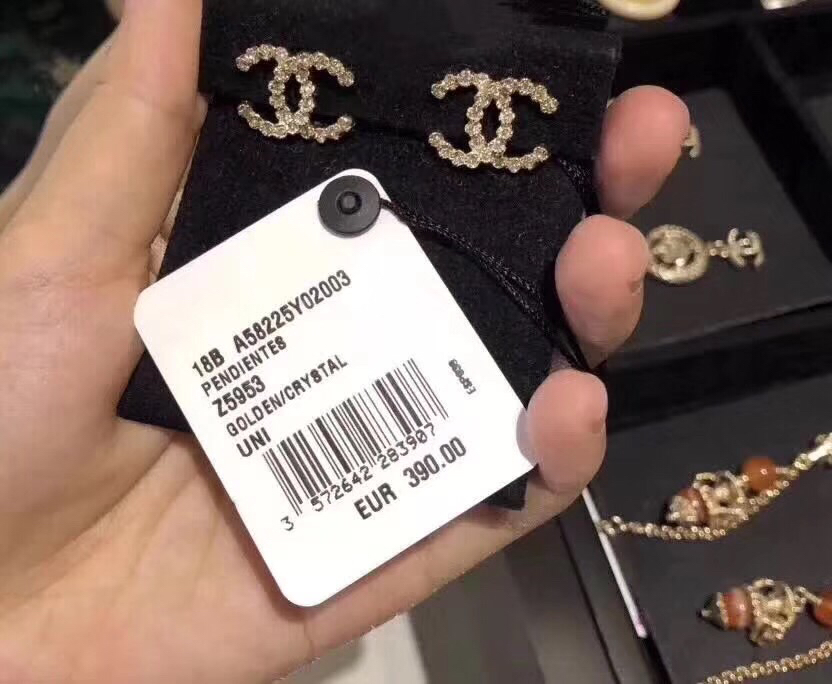 18B A58225Y02003
PENDIENTES
Z5953
GOLDEN/CRYSTAL
UNI
3 572642 283907
EUR 390.00